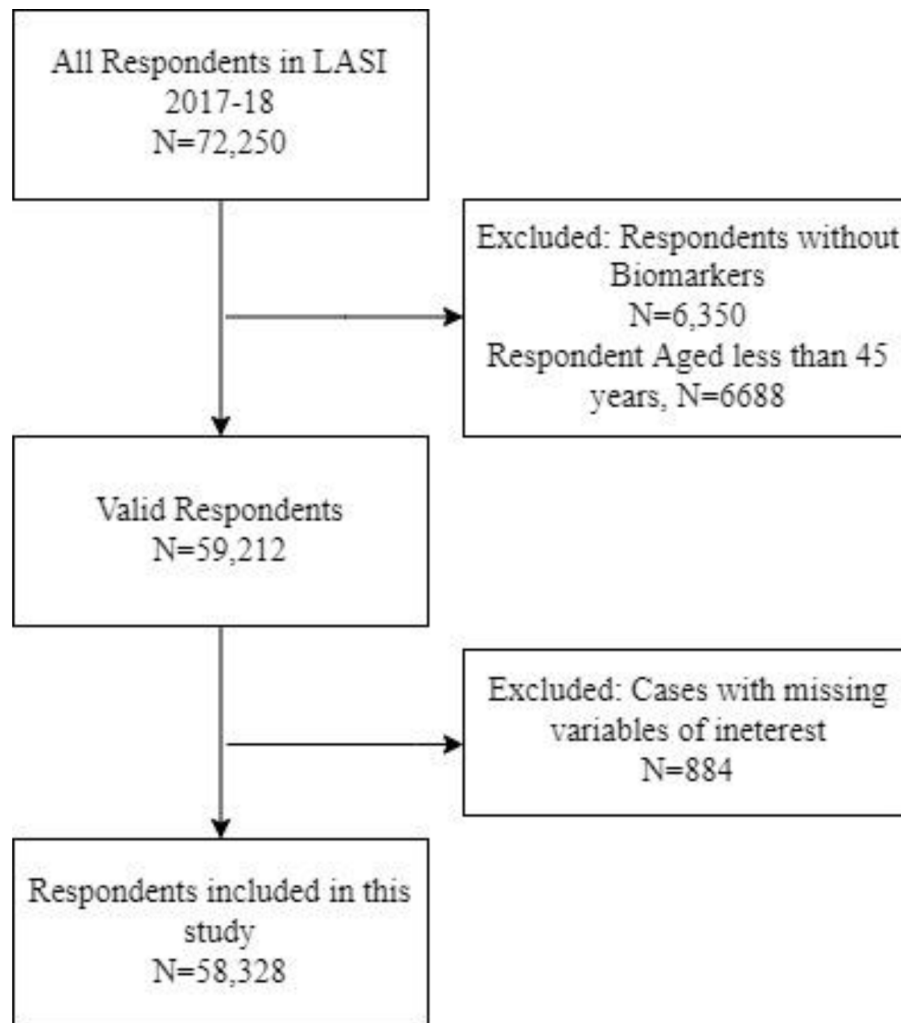 All Respondents in LASI
2017-18
N=72,250
Excluded: Respondents without
Biomarkers
N=6,350
Respondent Aged less than 45
years, N=6688
Valid Respondents
N=59,212
Excluded: Cases with missing
variables of ineterest
N=884
Respondents included in this
study
N=58,328